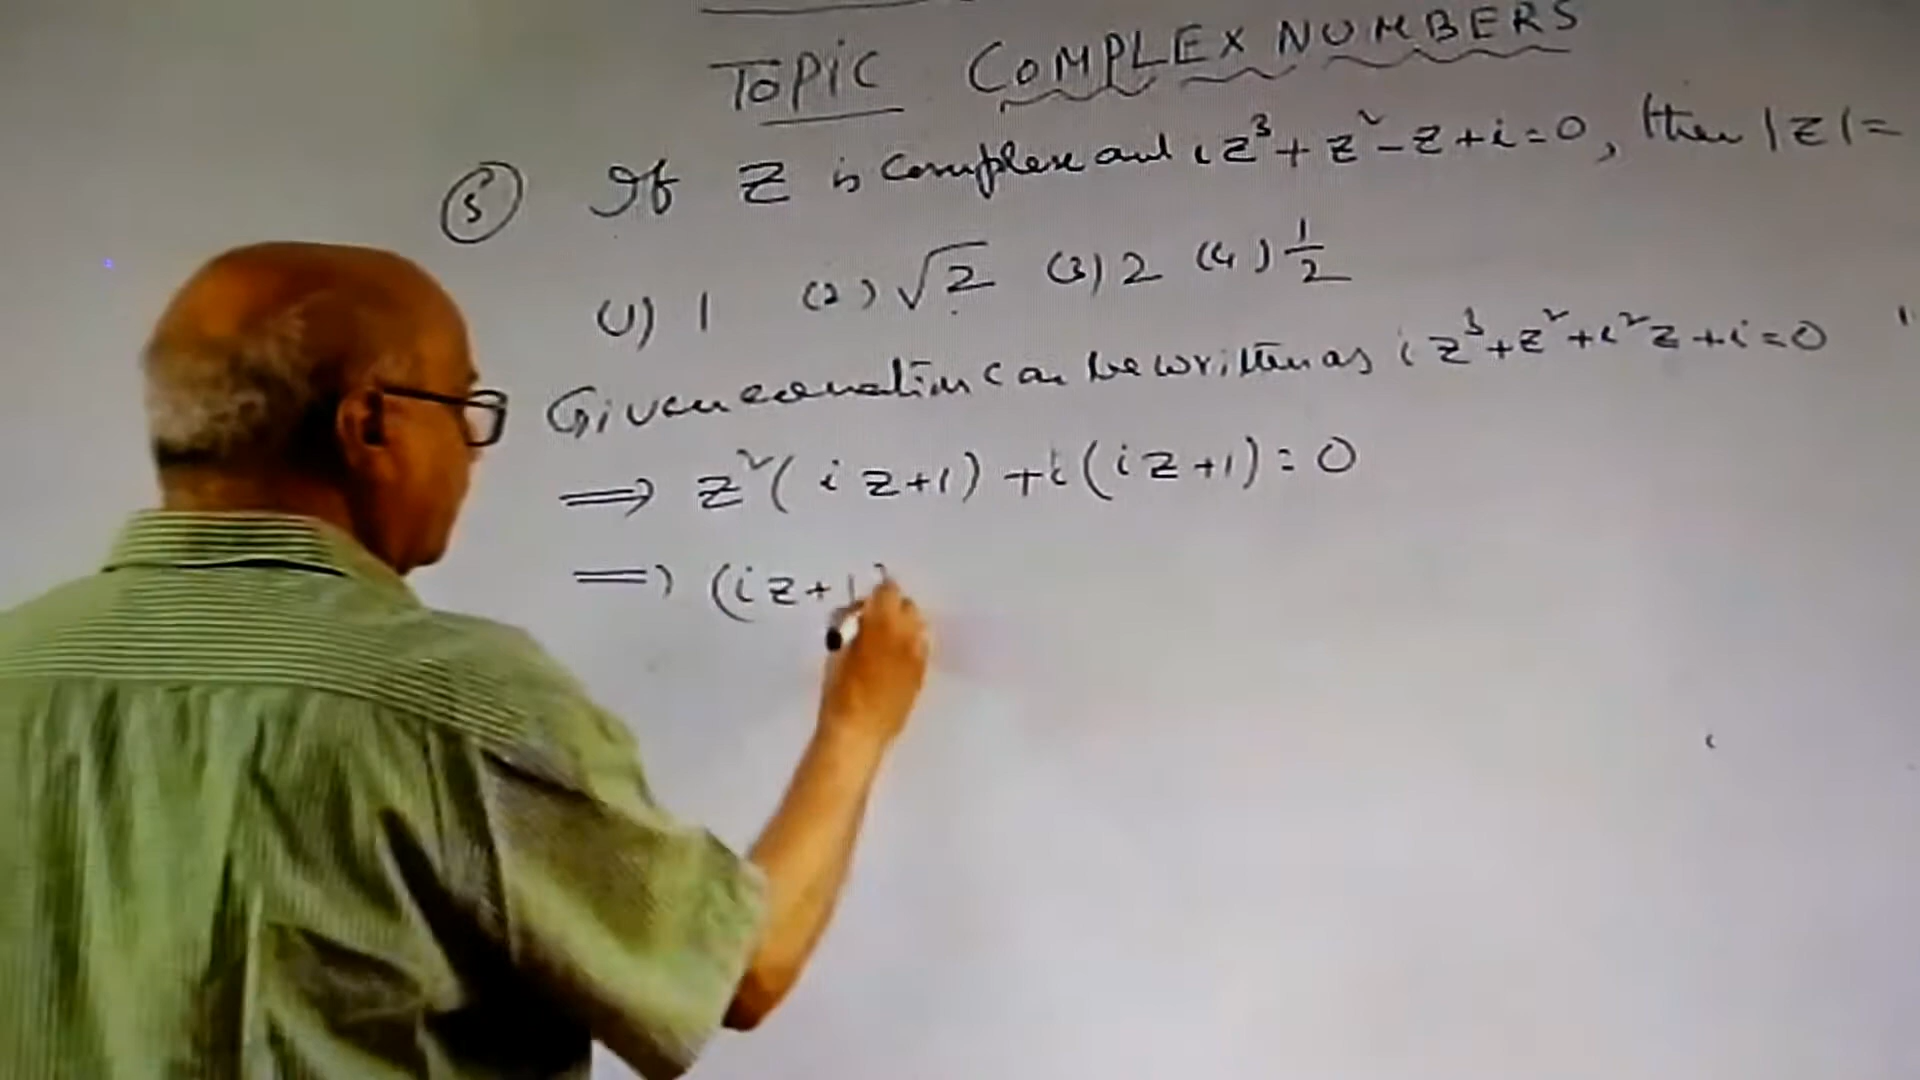 TOPIC COMPLEX NUMBERS
(5) If Z is complex and iz³+z²-z+i=0, then |z|=
(1) 1 (2) √2 (3) 2 (4) 1/2
Given equation can be written as iz³+z²+i²z+i=0
⇒ z²(iz+1)+i(iz+1)=0
⇒ (iz+1)